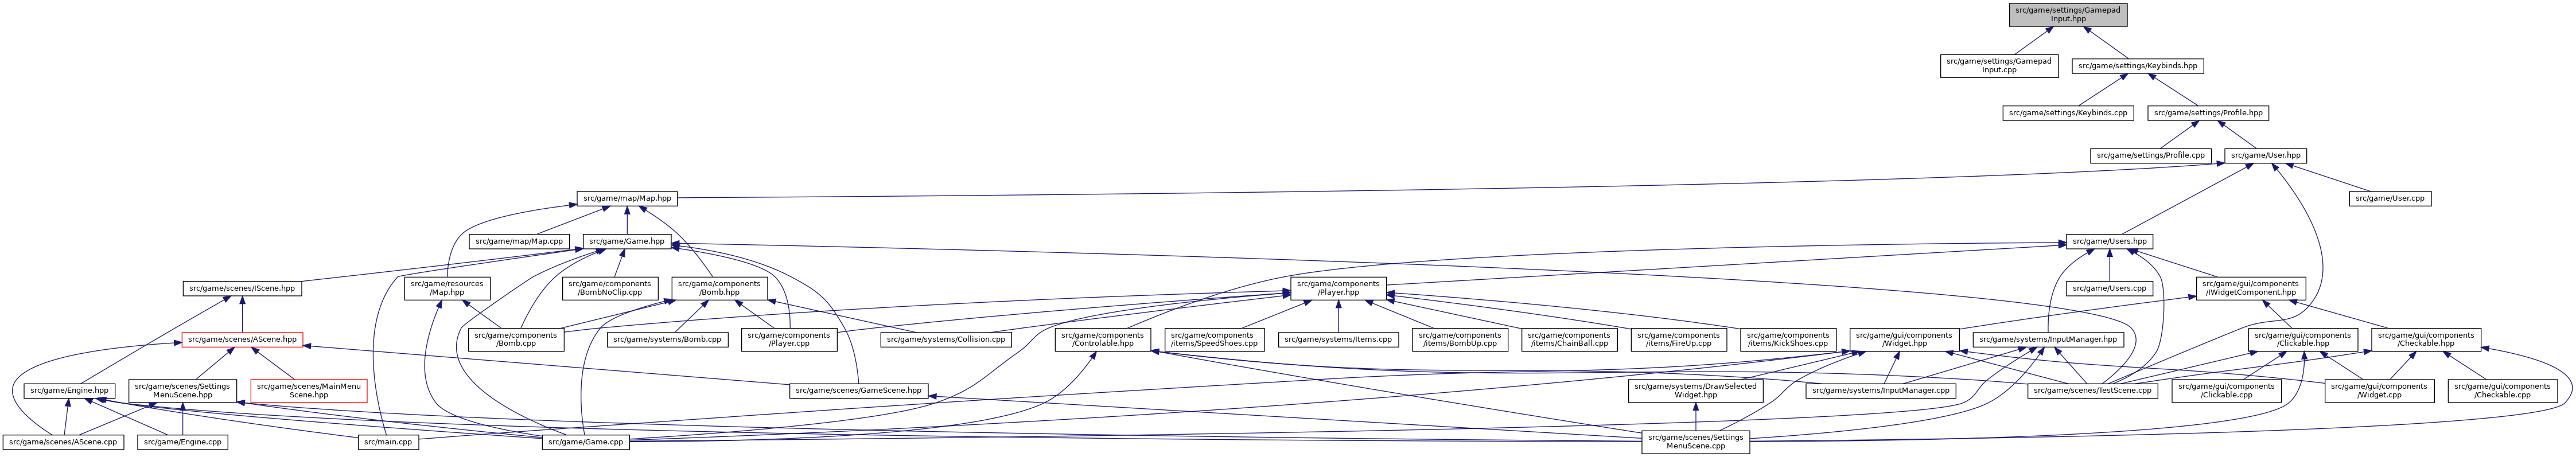 src/game/settings/Gamepad
Input.hpp
src/game/settings/Gamepad
Input.cpp
src/game/settings/Keybinds.hpp
src/game/settings/Keybinds.cpp
src/game/settings/Profile.hpp
src/game/settings/Profile.cpp
src/game/User.hpp
src/game/map/Map.hpp
src/game/User.cpp
src/game/map/Map.cpp
src/game/Game.hpp
src/game/Users.hpp
src/game/scenes/IScene.hpp
src/game/resources
/Map.hpp
src/game/components
/BombNoClip.cpp
src/game/components
/Bomb.hpp
src/game/components
/Player.hpp
src/game/Users.cpp
src/game/gui/components
/IWidgetComponent.hpp
src/game/scenes/AScene.hpp
src/game/components
/Bomb.cpp
src/game/systems/Bomb.cpp
src/game/components
/Player.cpp
src/game/systems/Collision.cpp
src/game/components
/Controlable.hpp
src/game/components
/items/SpeedShoes.cpp
src/game/systems/Items.cpp
src/game/components
/items/BombUp.cpp
src/game/components
/items/ChainBall.cpp
src/game/components
/items/FireUp.cpp
src/game/components
/items/KickShoes.cpp
src/game/gui/components
/Widget.hpp
src/game/systems/InputManager.hpp
src/game/gui/components
/Clickable.hpp
src/game/gui/components
/Checkable.hpp
src/game/Engine.hpp
src/game/scenes/Settings
MenuScene.hpp
src/game/scenes/MainMenu
Scene.hpp
src/game/scenes/GameScene.hpp
src/game/systems/DrawSelected
Widget.hpp
src/game/systems/InputManager.cpp
src/game/scenes/TestScene.cpp
src/game/gui/components
/Clickable.cpp
src/game/gui/components
/Widget.cpp
src/game/gui/components
/Checkable.cpp
src/game/scenes/AScene.cpp
src/game/Engine.cpp
src/main.cpp
src/game/Game.cpp
src/game/scenes/Settings
MenuScene.cpp